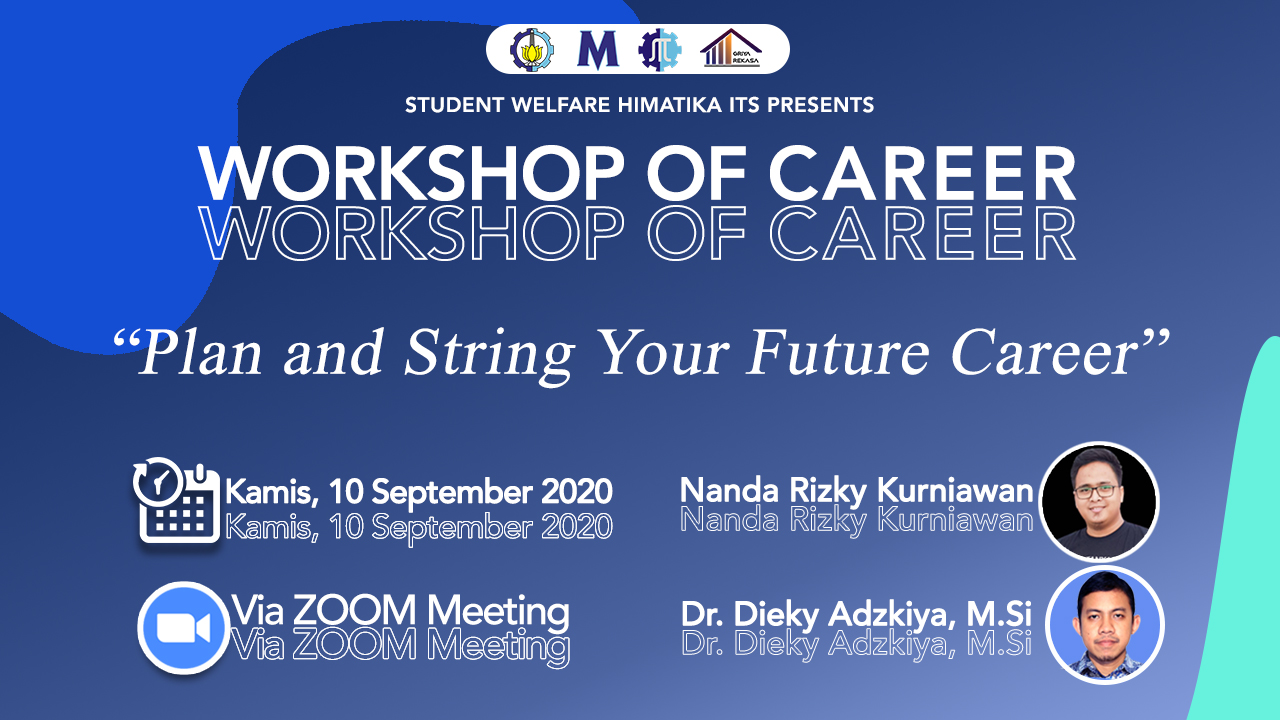 M
GRIYA
REKASA
STUDENT WELFARE HIMATIKA ITS PRESENTS
WORKSHOP OF CAREER
WORKSHOP OF CAREER
“Plan and String Your Future Career”
Kamis, 10 September 2020
Kamis, 10 September 2020
Nanda Rizky Kurniawan
Nanda Rizky Kurniawan
Via ZOOM Meeting
Via ZOOM Meeting
Dr. Dieky Adzkiya, M.Si
Dr. Dieky Adzkiya, M.Si